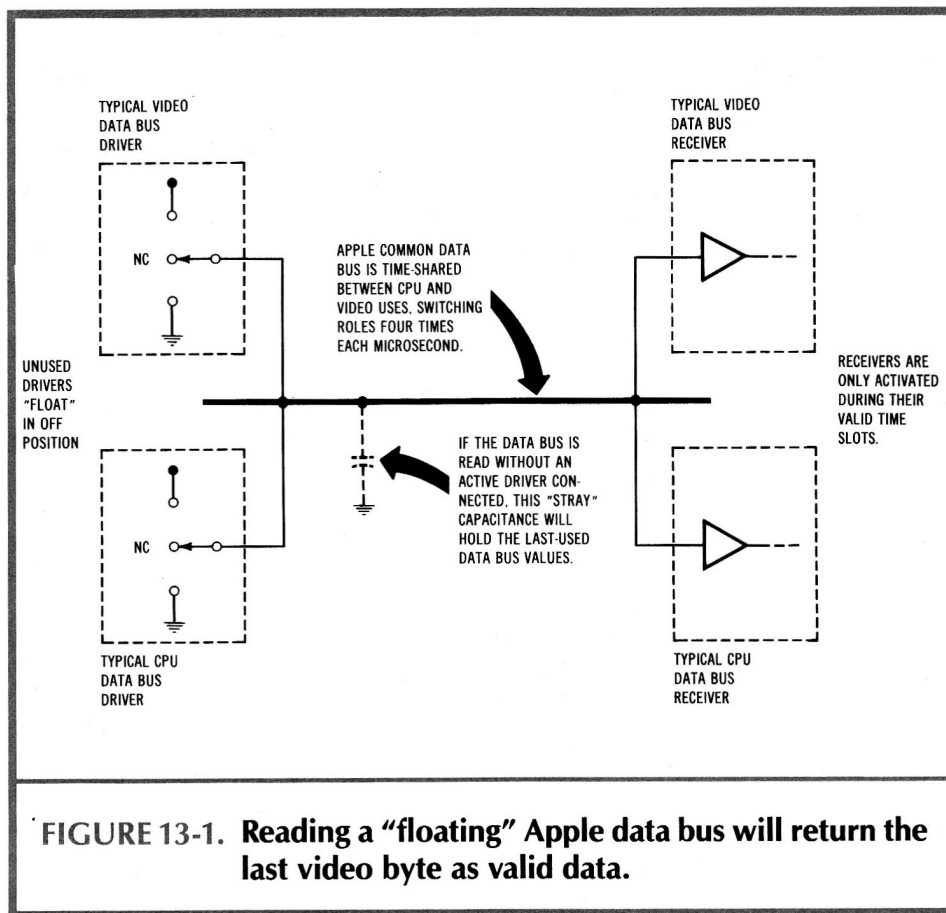 TYPICAL VIDEO
DATA BUS
DRIVER
NC
TYPICAL VIDEO
DATA BUS
RECEIVER
APPLE COMMON DATA
BUS IS TIME-SHARED
BETWEEN CPU AND
VIDEO USES, SWITCHING
ROLES FOUR TIMES
EACH MICROSECOND.
UNUSED
DRIVERS
"FLOAT"
IN OFF
POSITION
RECEIVERS ARE
ONLY ACTIVATED
DURING THEIR
VALID TIME
SLOTS.
IF THE DATA BUS IS
READ WITHOUT AN
ACTIVE DRIVER CON-
NECTED, THIS "STRAY"
CAPACITANCE WILL
HOLD THE LAST-USED
DATA BUS VALUES.
NC
TYPICAL CPU
DATA BUS
DRIVER
TYPICAL CPU
DATA BUS
RECEIVER
FIGURE 13-1. Reading a "floating" Apple data bus will return the
last video byte as valid data.